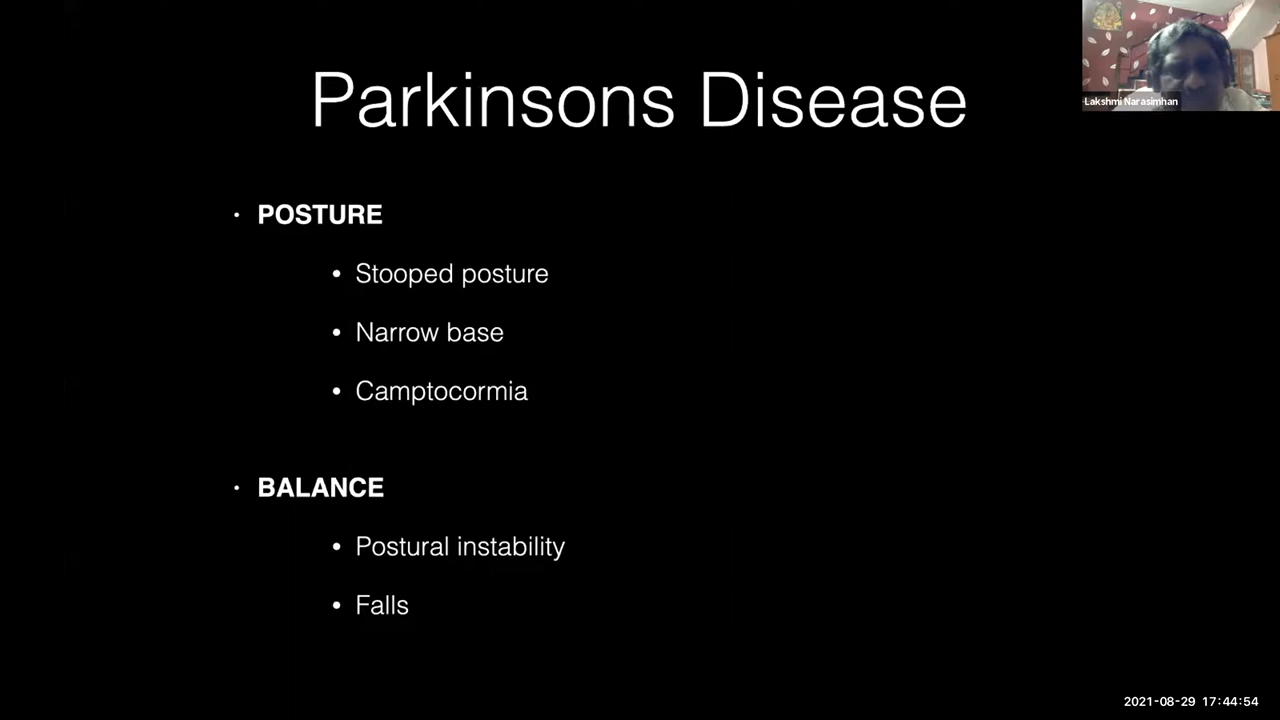 Parkinsons Disease
Lakshmi Narasimhan
• POSTURE
• Stooped posture
• Narrow base
• Camptocormia
• BALANCE
• Postural instability
• Falls
2021-08-29 17:44:54